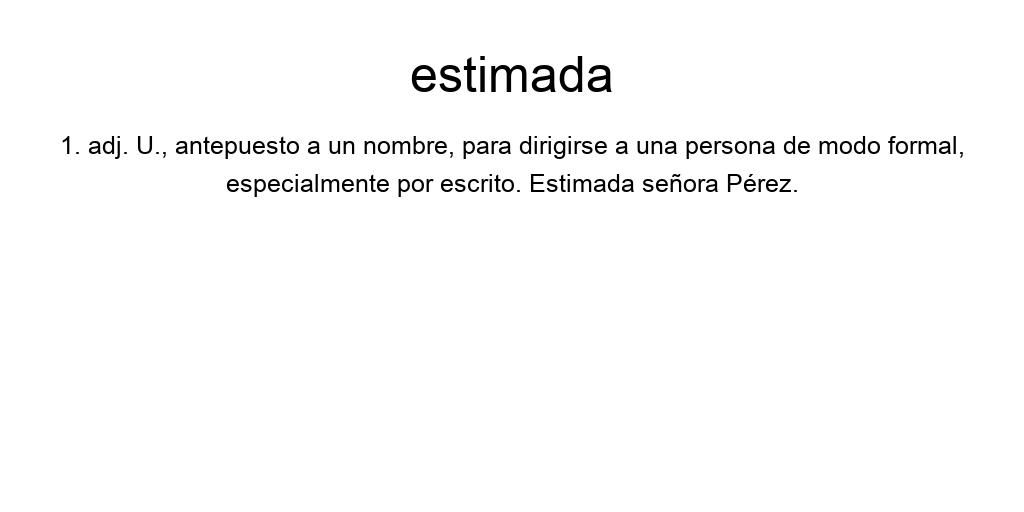 estimada
1. adj. U., antepuesto a un nombre, para dirigirse a una persona de modo formal,
especialmente por escrito. Estimada señora Pérez.